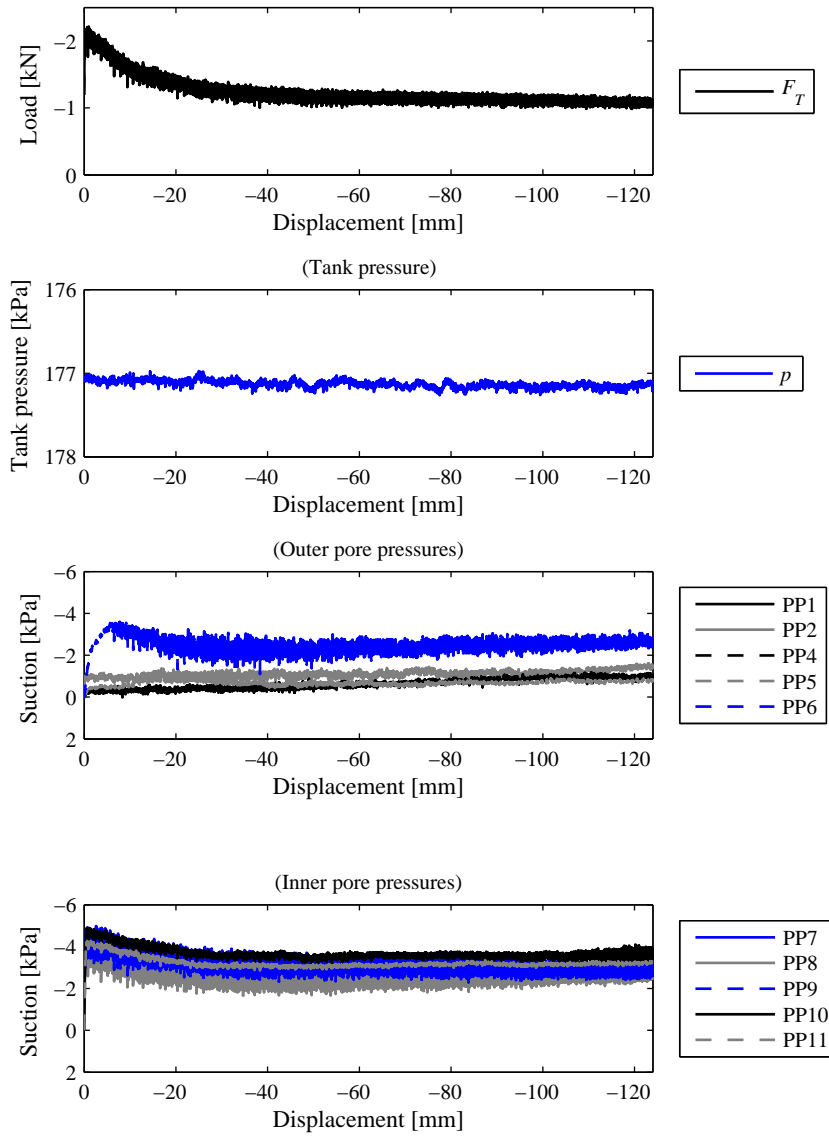 −2
−1
0
Load [kN]
0 −20 −40 −60 −80 −100 −120
Displacement [mm]
F_T
(Tank pressure)
176
177
178
Tank pressure [kPa]
0 −20 −40 −60 −80 −100 −120
Displacement [mm]
p
(Outer pore pressures)
−6
−4
−2
0
2
Suction [kPa]
0 −20 −40 −60 −80 −100 −120
Displacement [mm]
PP1
PP2
PP4
PP5
PP6
(Inner pore pressures)
−6
−4
−2
0
2
Suction [kPa]
0 −20 −40 −60 −80 −100 −120
Displacement [mm]
PP7
PP8
PP9
PP10
PP11